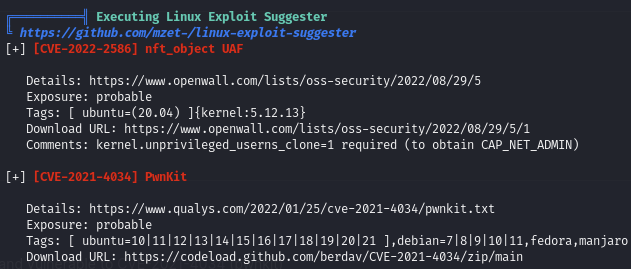 Executing Linux Exploit Suggester
https://github.com/mzet-/linux-exploit-suggester
[+] [CVE-2022-2586] nft_object UAF
Details: https://www.openwall.com/lists/oss-security/2022/08/29/5
Exposure: probable
Tags: [ ubuntu=(20.04) ]{kernel:5.12.13}
Download URL: https://www.openwall.com/lists/oss-security/2022/08/29/5/1
Comments: kernel.unprivileged_userns_clone=1 required (to obtain CAP_NET_ADMIN)
[+] [CVE-2021-4034] PwnKit
Details: https://www.qualys.com/2022/01/25/cve-2021-4034/pwnkit.txt
Exposure: probable
Tags: [ ubuntu=10|11|12|13|14|15|16|17|18|19|20|21 ],debian=7|8|9|10|11,fedora,manjaro
Download URL: https://codeload.github.com/berdav/CVE-2021-4034/zip/main